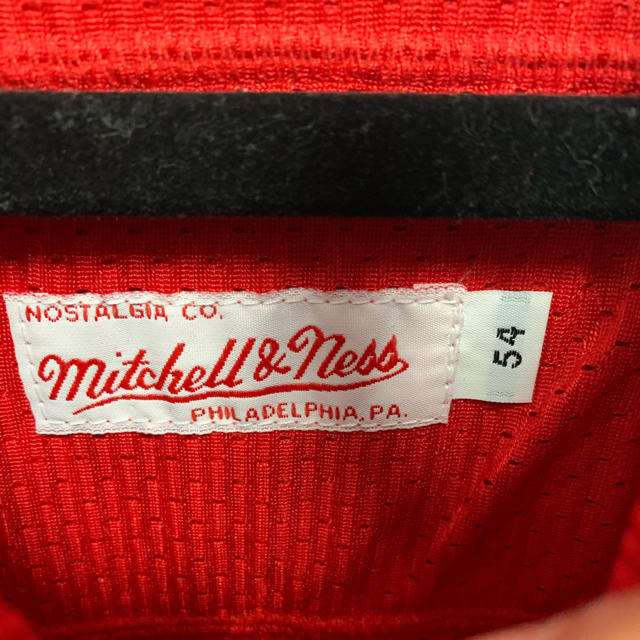 NOSTALGIA CO.
Mitchell & Ness
PHILADELPHIA, PA.
54